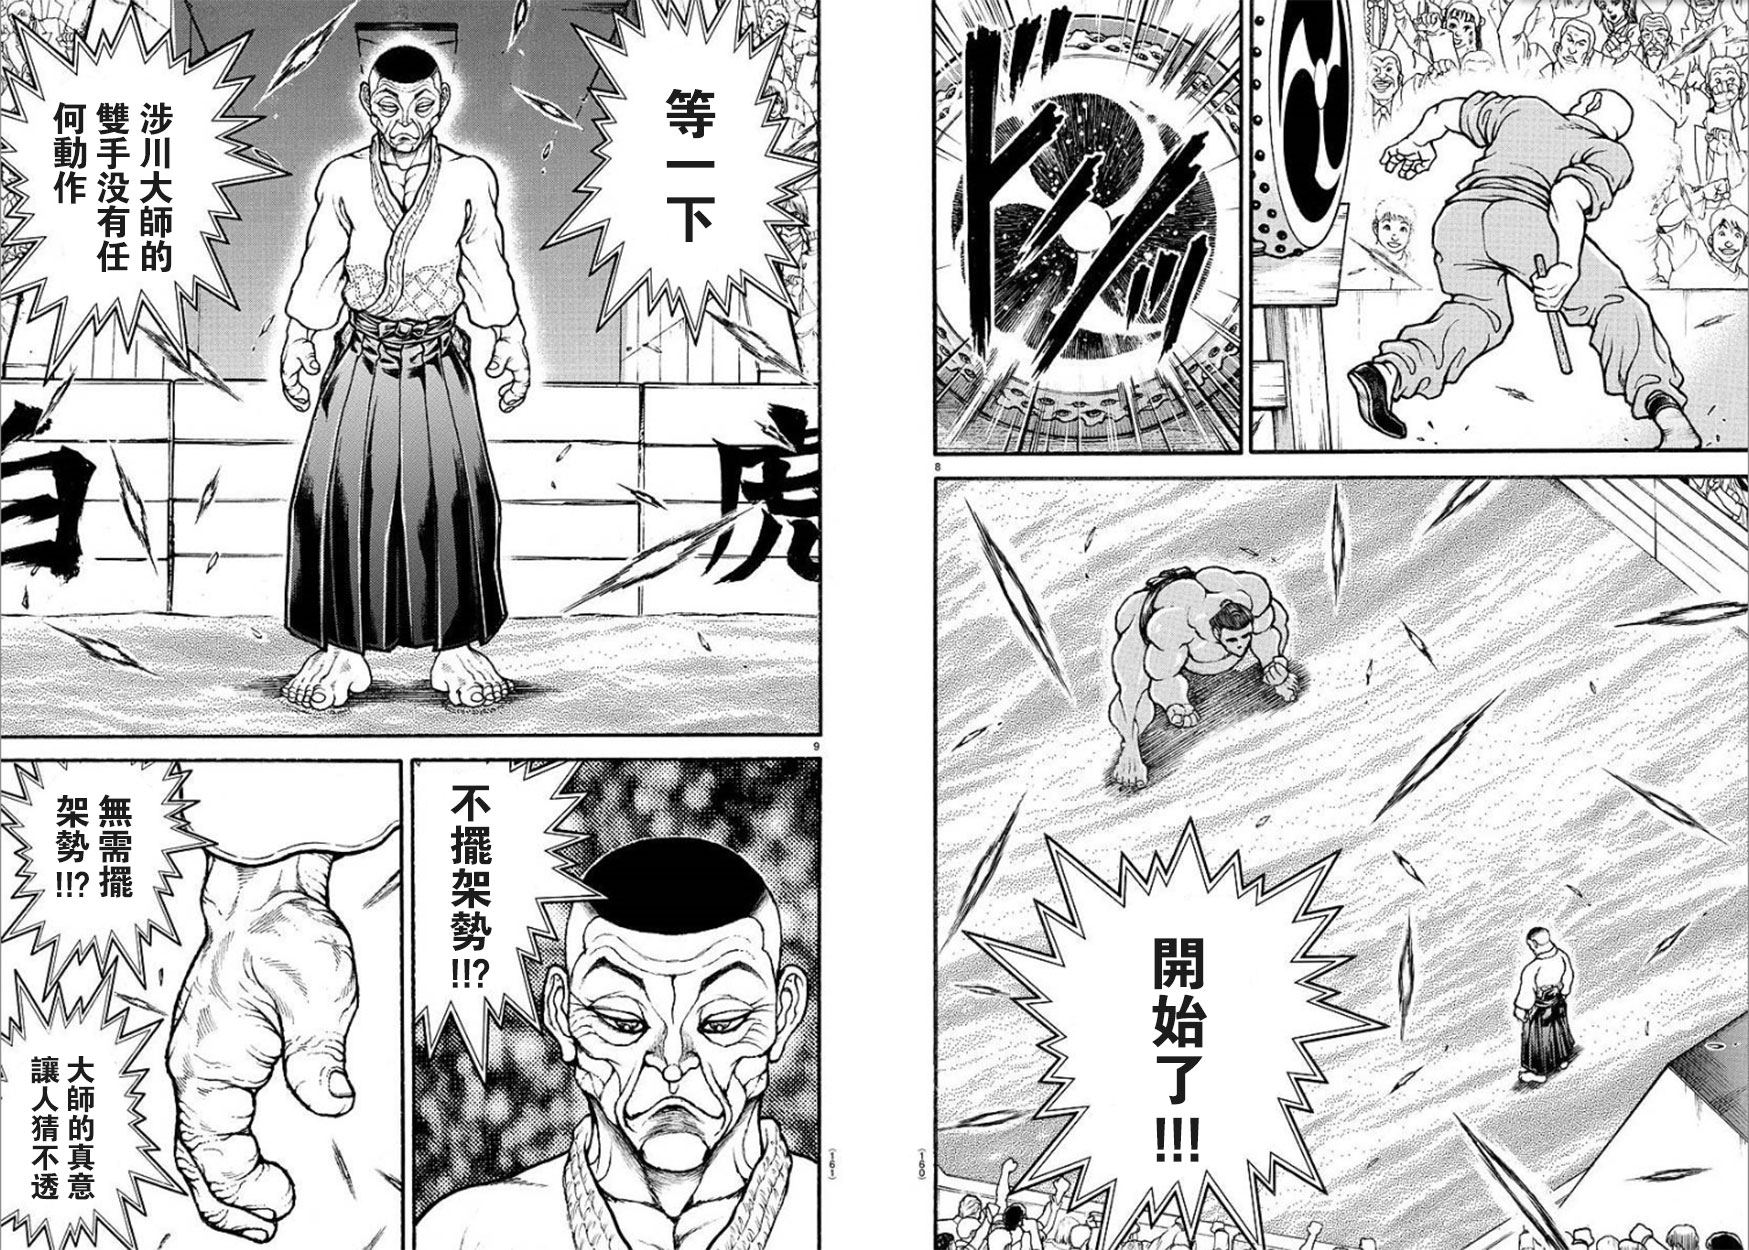 ドドンッ
8
開始了!!!
(160)
等一下
涉川大師的
雙手没有任
何動作
虎
9
不擺架勢!!?
無需擺
架勢!!?
大師的真意
讓人猜不透
(161)